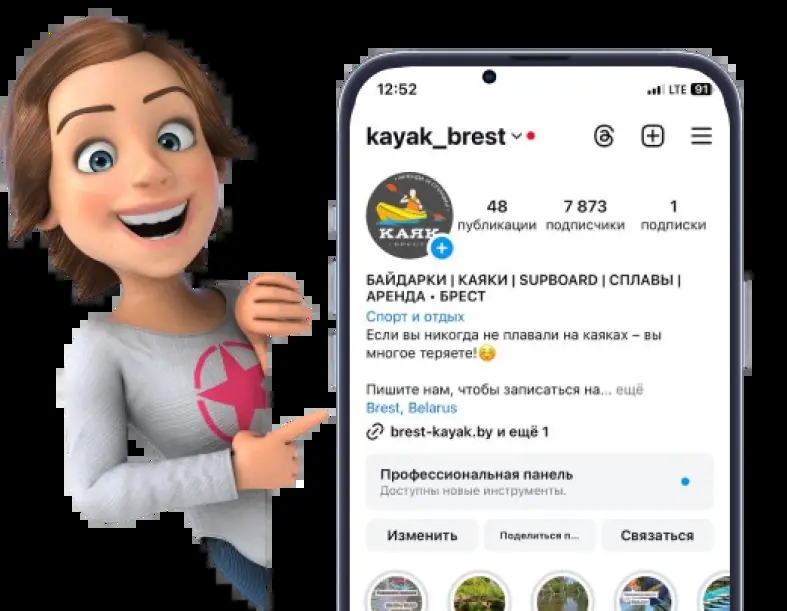 12:52
LTE 91
kayak_brest
48
7 873
1
публикации
подписчики
подписки
КАЯК
БРЕСТ
БАЙДАРКИ | КАЯКИ | SUPBOARD | СПЛАВЫ |
АРЕНДА • БРЕСТ
Спорт и отдых
Если вы никогда не плавали на каяках – вы
многое теряете!😌
Пишите нам, чтобы записаться на... ещё
Brest, Belarus
brest-kayak.by и ещё 1
Профессиональная панель
Доступны новые инструменты.
Изменить
Поделиться п...
Связаться